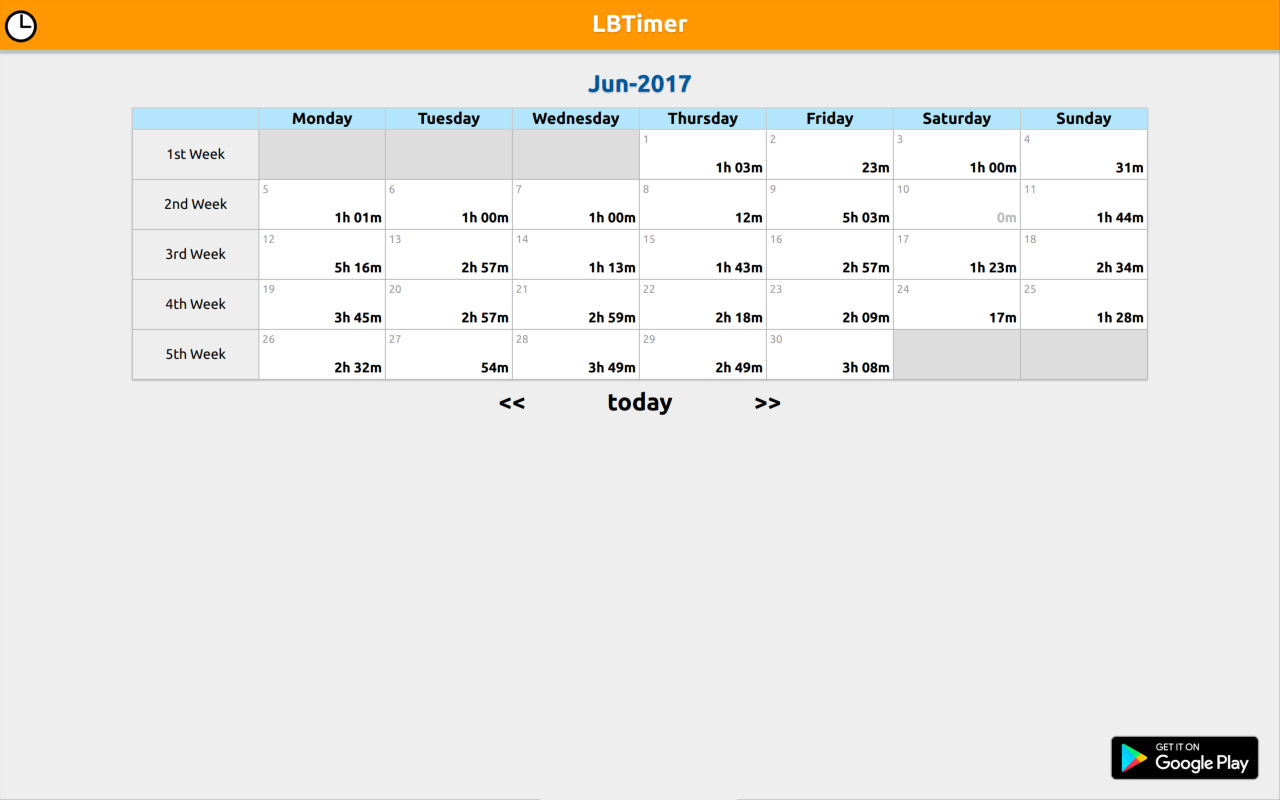 LBTimer
Jun-2017
Monday Tuesday Wednesday Thursday Friday Saturday Sunday
1st Week
1 2 3 4
1h 03m 23m 1h 00m 31m
2nd Week
5 6 7 8 9 10 11
1h 01m 1h 00m 1h 00m 12m 5h 03m 0m 1h 44m
3rd Week
12 13 14 15 16 17 18
5h 16m 2h 57m 1h 13m 1h 43m 2h 57m 1h 23m 2h 34m
4th Week
19 20 21 22 23 24 25
3h 45m 2h 57m 2h 59m 2h 18m 2h 09m 17m 1h 28m
5th Week
26 27 28 29 30
2h 32m 54m 3h 49m 2h 49m 3h 08m
<< today >>
GET IT ON
Google Play